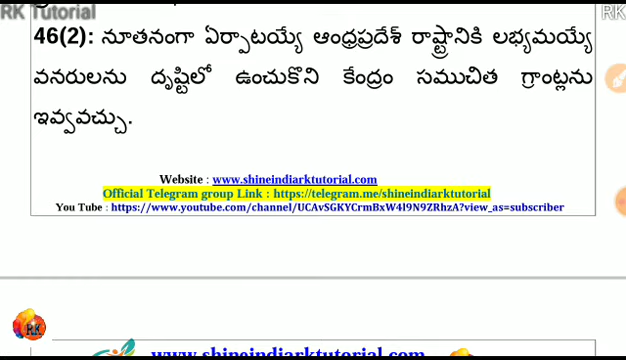 RK Tutorial
RK
46(2): నూతనంగా ఏర్పాటయ్యే ఆంధ్రప్రదేశ్ రాష్ట్రానికి లభ్యమయ్యే
వనరులను దృష్టిలో ఉంచుకొని కేంద్రం సముచిత గ్రాంట్లను
ఇవ్వవచ్చు.
Website : www.shineindiarktutorial.com
Official Telegram group Link : https://telegram.me/shineindiarktutorial
You Tube : https://www.youtube.com/channel/UCAvSGKYCrmBxW4I9N9ZRhzA?view_as=subscriber
RK
www.shineindiarktutorial.com